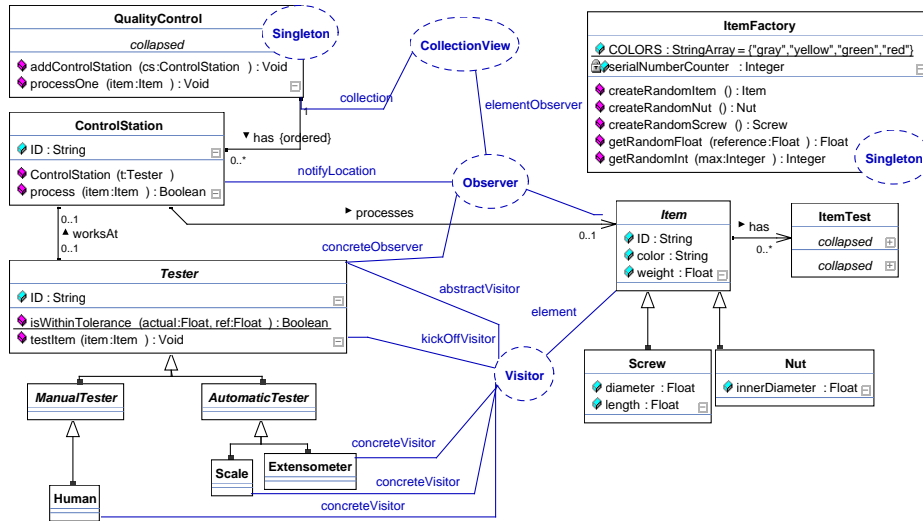 QualityControl
collapsed
addControlStation (cs:ControlStation ) : Void
processOne (item:Item ) : Void
Singleton
CollectionView
ItemFactory
COLORS : StringArray = {"gray","yellow","green","red"}
serialNumberCounter : Integer
createRandomItem () : Item
createRandomNut () : Nut
createRandomScrew () : Screw
getRandomFloat (reference:Float ) : Float
getRandomInt (max:Integer ) : Integer
Singleton
collection
elementObserver
1
has {ordered}
0..*
ControlStation
ID : String
ControlStation (t:Tester )
process (item:Item ) : Boolean
notifyLocation
Observer
processes
0..1
0..1
worksAt
0..1
concreteObserver
Item
ID : String
color : String
weight : Float
has
0..*
ItemTest
collapsed
collapsed
Tester
ID : String
isWithinTolerance (actual:Float, ref:Float ) : Boolean
testItem (item:Item ) : Void
abstractVisitor
element
kickOffVisitor
Visitor
Screw
diameter : Float
length : Float
Nut
innerDiameter : Float
ManualTester
AutomaticTester
Scale
Extensometer
Human
concreteVisitor
concreteVisitor
concreteVisitor